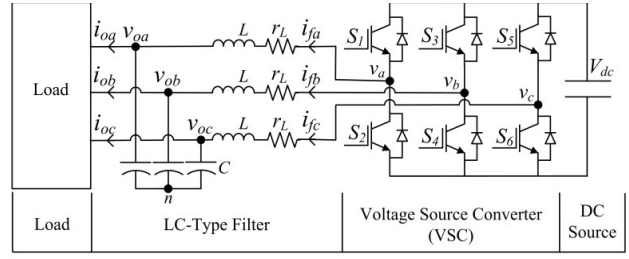 i_oa v_oa L r_L i_fa S_1 S_3 S_5
Load i_ob v_ob L r_L i_fb v_a v_b V_dc
i_oc v_oc L r_L i_fc v_c
S_2 S_4 S_6
C
n
Load LC-Type Filter Voltage Source Converter DC
(VSC) Source